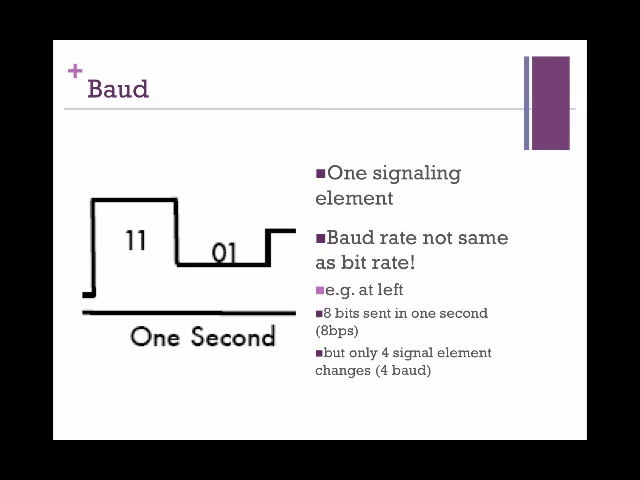 +
Baud
■One signaling
element
■Baud rate not same
as bit rate!
■e.g. at left
■8 bits sent in one second
(8bps)
■but only 4 signal element
changes (4 baud)
11
01
One Second